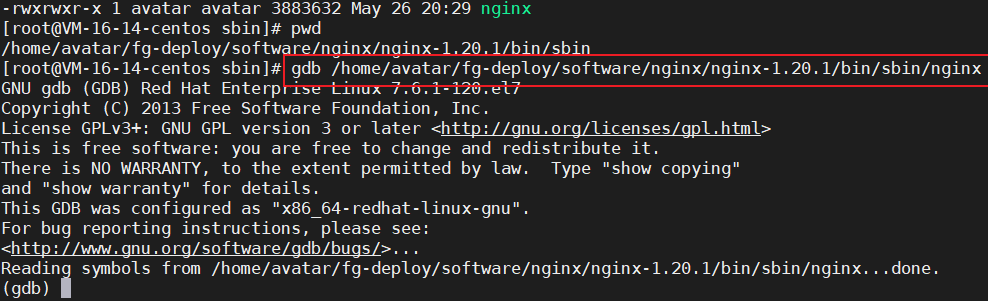 -rwxrwxr-x 1 avatar avatar 3883632 May 26 20:29 nginx
[root@VM-16-14-centos sbin]# pwd
/home/avatar/fg-deploy/software/nginx/nginx-1.20.1/bin/sbin
[root@VM-16-14-centos sbin]# gdb /home/avatar/fg-deploy/software/nginx/nginx-1.20.1/bin/sbin/nginx
GNU gdb (GDB) Red Hat Enterprise Linux 7.6.1-120.el7
Copyright (C) 2013 Free Software Foundation, Inc.
License GPLv3+: GNU GPL version 3 or later <http://gnu.org/licenses/gpl.html>
This is free software: you are free to change and redistribute it.
There is NO WARRANTY, to the extent permitted by law.  Type "show copying"
and "show warranty" for details.
This GDB was configured as "x86_64-redhat-linux-gnu".
For bug reporting instructions, please see:
<http://www.gnu.org/software/gdb/bugs/>...
Reading symbols from /home/avatar/fg-deploy/software/nginx/nginx-1.20.1/bin/sbin/nginx...done.
(gdb)